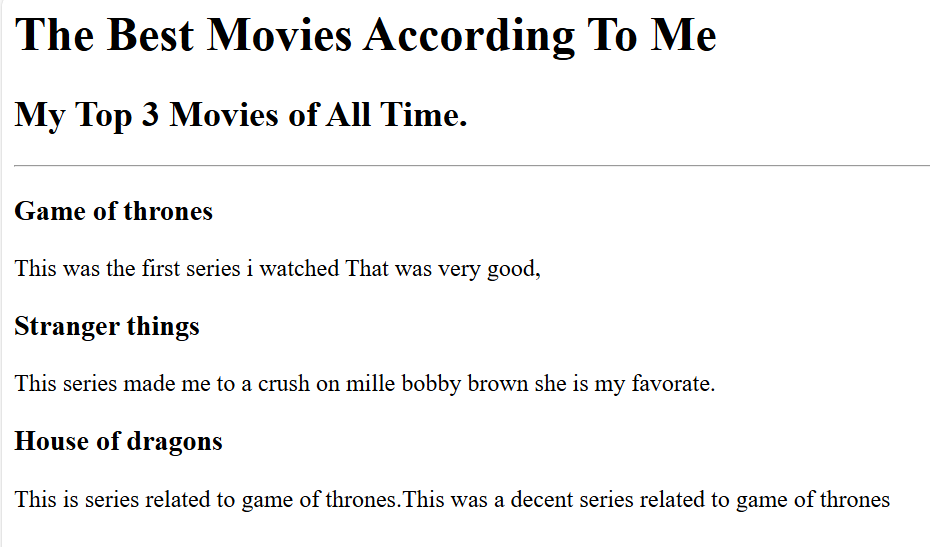 The Best Movies According To Me
My Top 3 Movies of All Time.
Game of thrones
This was the first series i watched That was very good,
Stranger things
This series made me to a crush on mille bobby brown she is my favorate.
House of dragons
This is series related to game of thrones.This was a decent series related to game of thrones